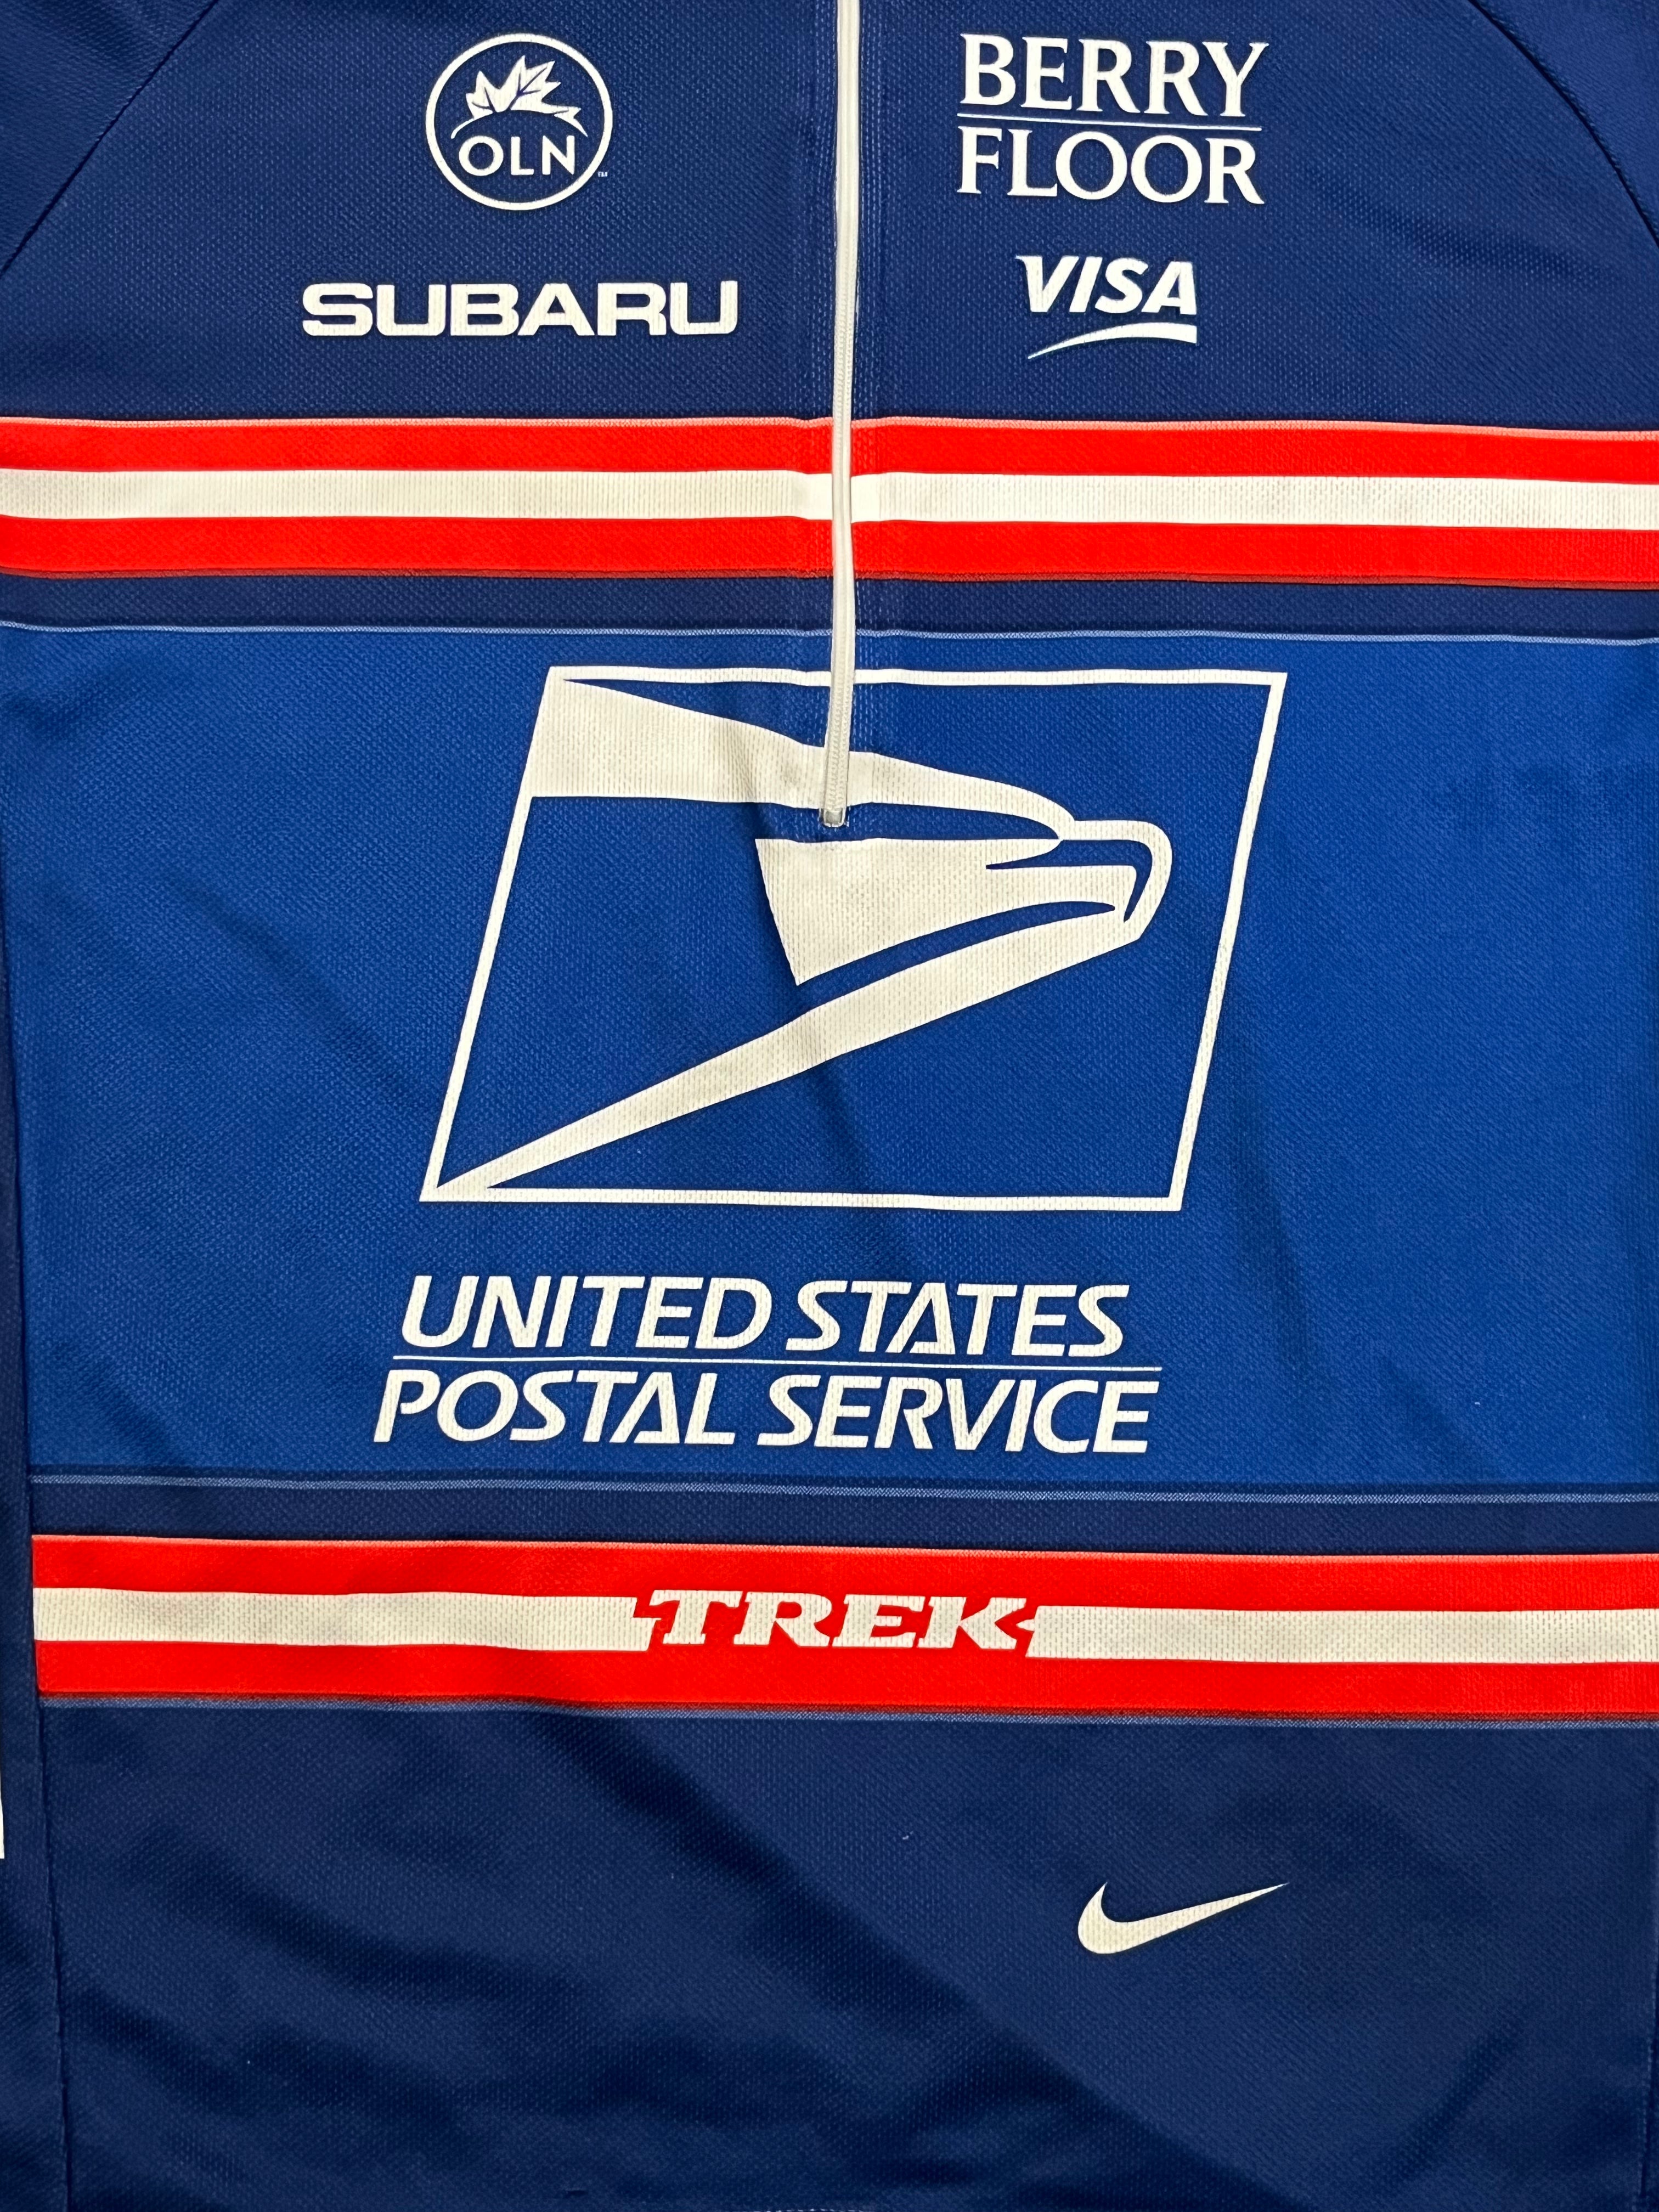 OLN
BERRY
FLOOR
SUBARU
VISA
UNITED STATES
POSTAL SERVICE
TREK